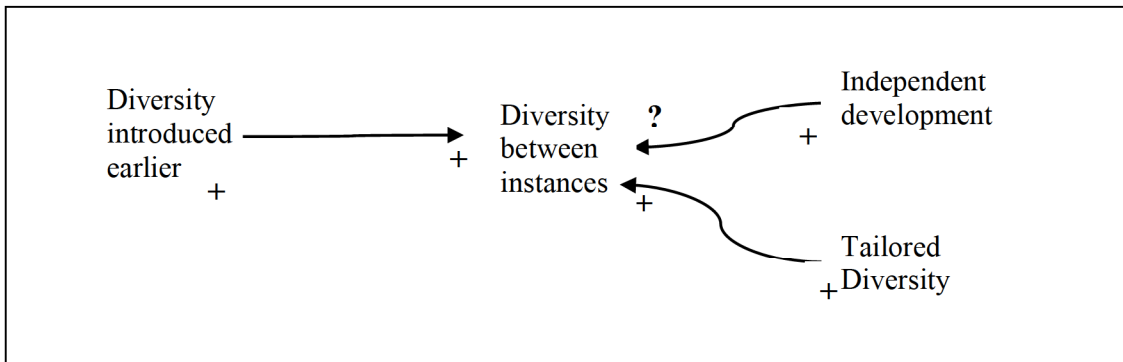 Diversity
introduced
earlier
+
+
Diversity
between
instances
?
+
Independent
development
+
Tailored
Diversity
+